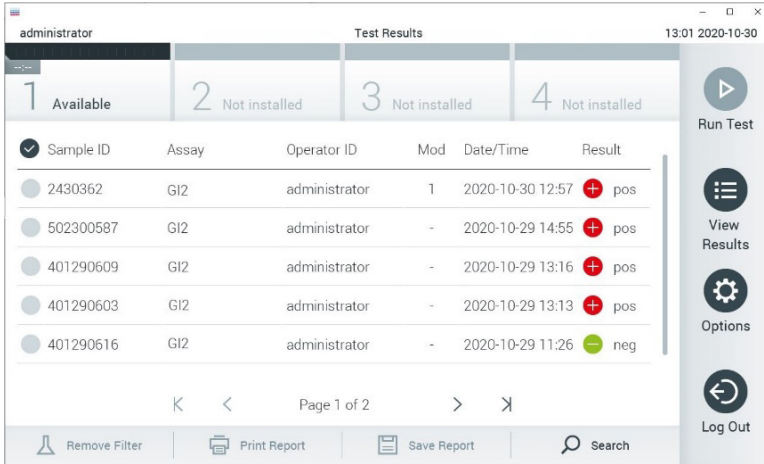 administrator Test Results 13:01 2020-10-30
--:--
1 Available 2 Not installed 3 Not installed 4 Not installed
Run Test
Sample ID Assay Operator ID Mod Date/Time Result
2430362 GI2 administrator 1 2020-10-30 12:57 pos
502300587 GI2 administrator - 2020-10-29 14:55 pos
View
Results
401290609 GI2 administrator - 2020-10-29 13:16 pos
401290603 GI2 administrator - 2020-10-29 13:13 pos
Options
401290616 GI2 administrator - 2020-10-29 11:26 neg
Page 1 of 2
Log Out
Remove Filter Print Report Save Report Search